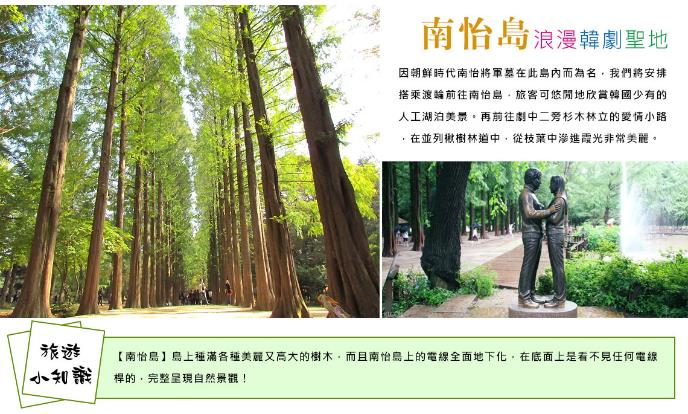 南怡島浪漫韓劇聖地
因朝鮮時代南怡將軍墓在此島內而為名，我們將安排
搭乘渡輪前往南怡島，旅客可悠閒地欣賞韓國少有的
人工湖泊美景。再前往劇中二旁杉木林立的愛情小路
，在並列楸樹林道中，從枝葉中滲進霞光非常美麗。
旅遊
小知識
【南怡島】島上種滿各種美麗又高大的樹木，而且南怡島上的電線全面地下化，在底面上是看不見任何電線
桿的，完整呈現自然景觀！